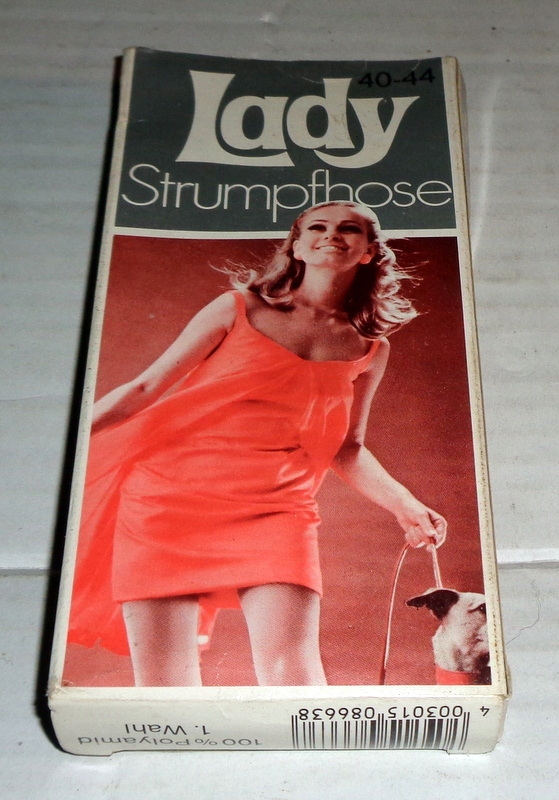 40-44
Lady
Strumpfhose
100% Polyamid
1. Wahl
4 003015 086638